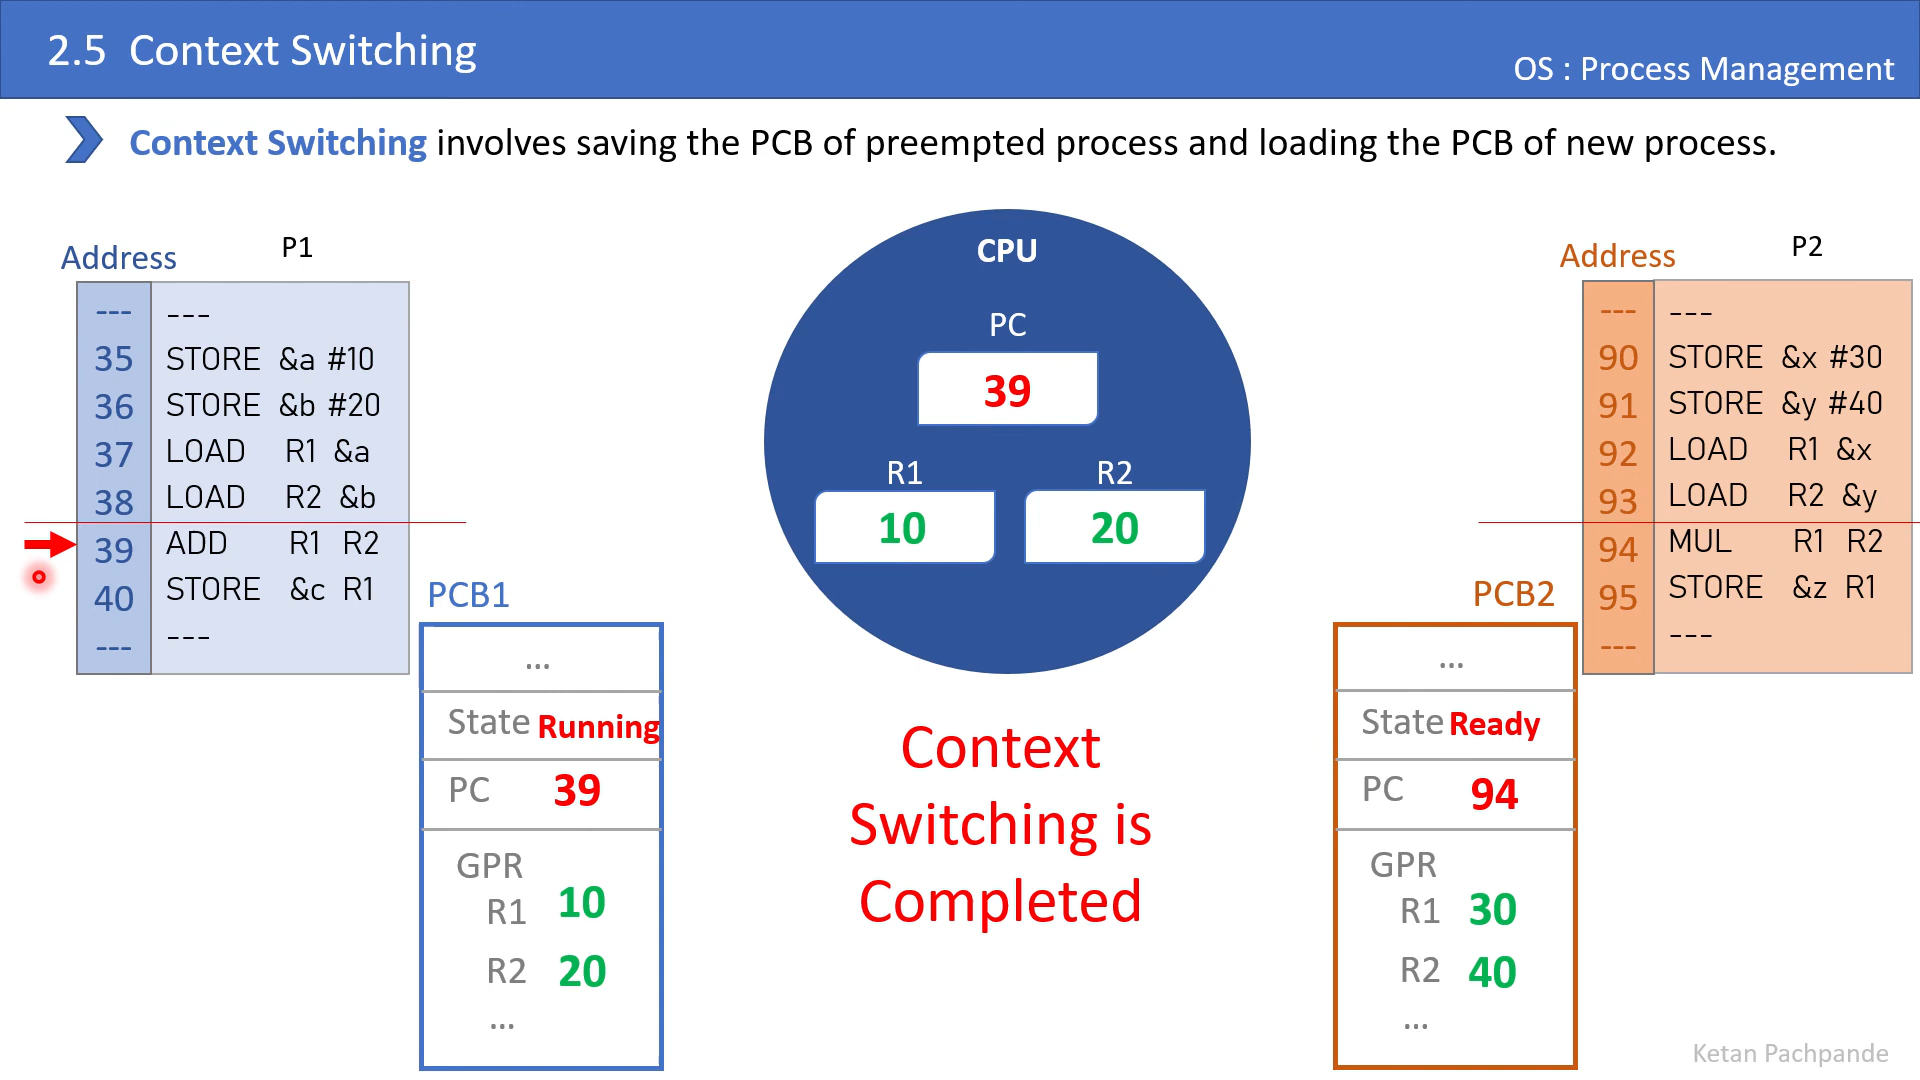 2.5 Context Switching
OS : Process Management
Context Switching involves saving the PCB of preempted process and loading the PCB of new process.
Address P1
--- ---
35 STORE &a #10
36 STORE &b #20
37 LOAD R1 &a
38 LOAD R2 &b
39 ADD R1 R2
40 STORE &c R1
--- ---
PCB1
...
State Running
PC 39
GPR
R1 10
R2 20
...
CPU
PC
39
R1 R2
10 20
Context
Switching is
Completed
Address P2
--- ---
90 STORE &x #30
91 STORE &y #40
92 LOAD R1 &x
93 LOAD R2 &y
94 MUL R1 R2
95 STORE &z R1
--- ---
PCB2
...
State Ready
PC 94
GPR
R1 30
R2 40
...
Ketan Pachpande